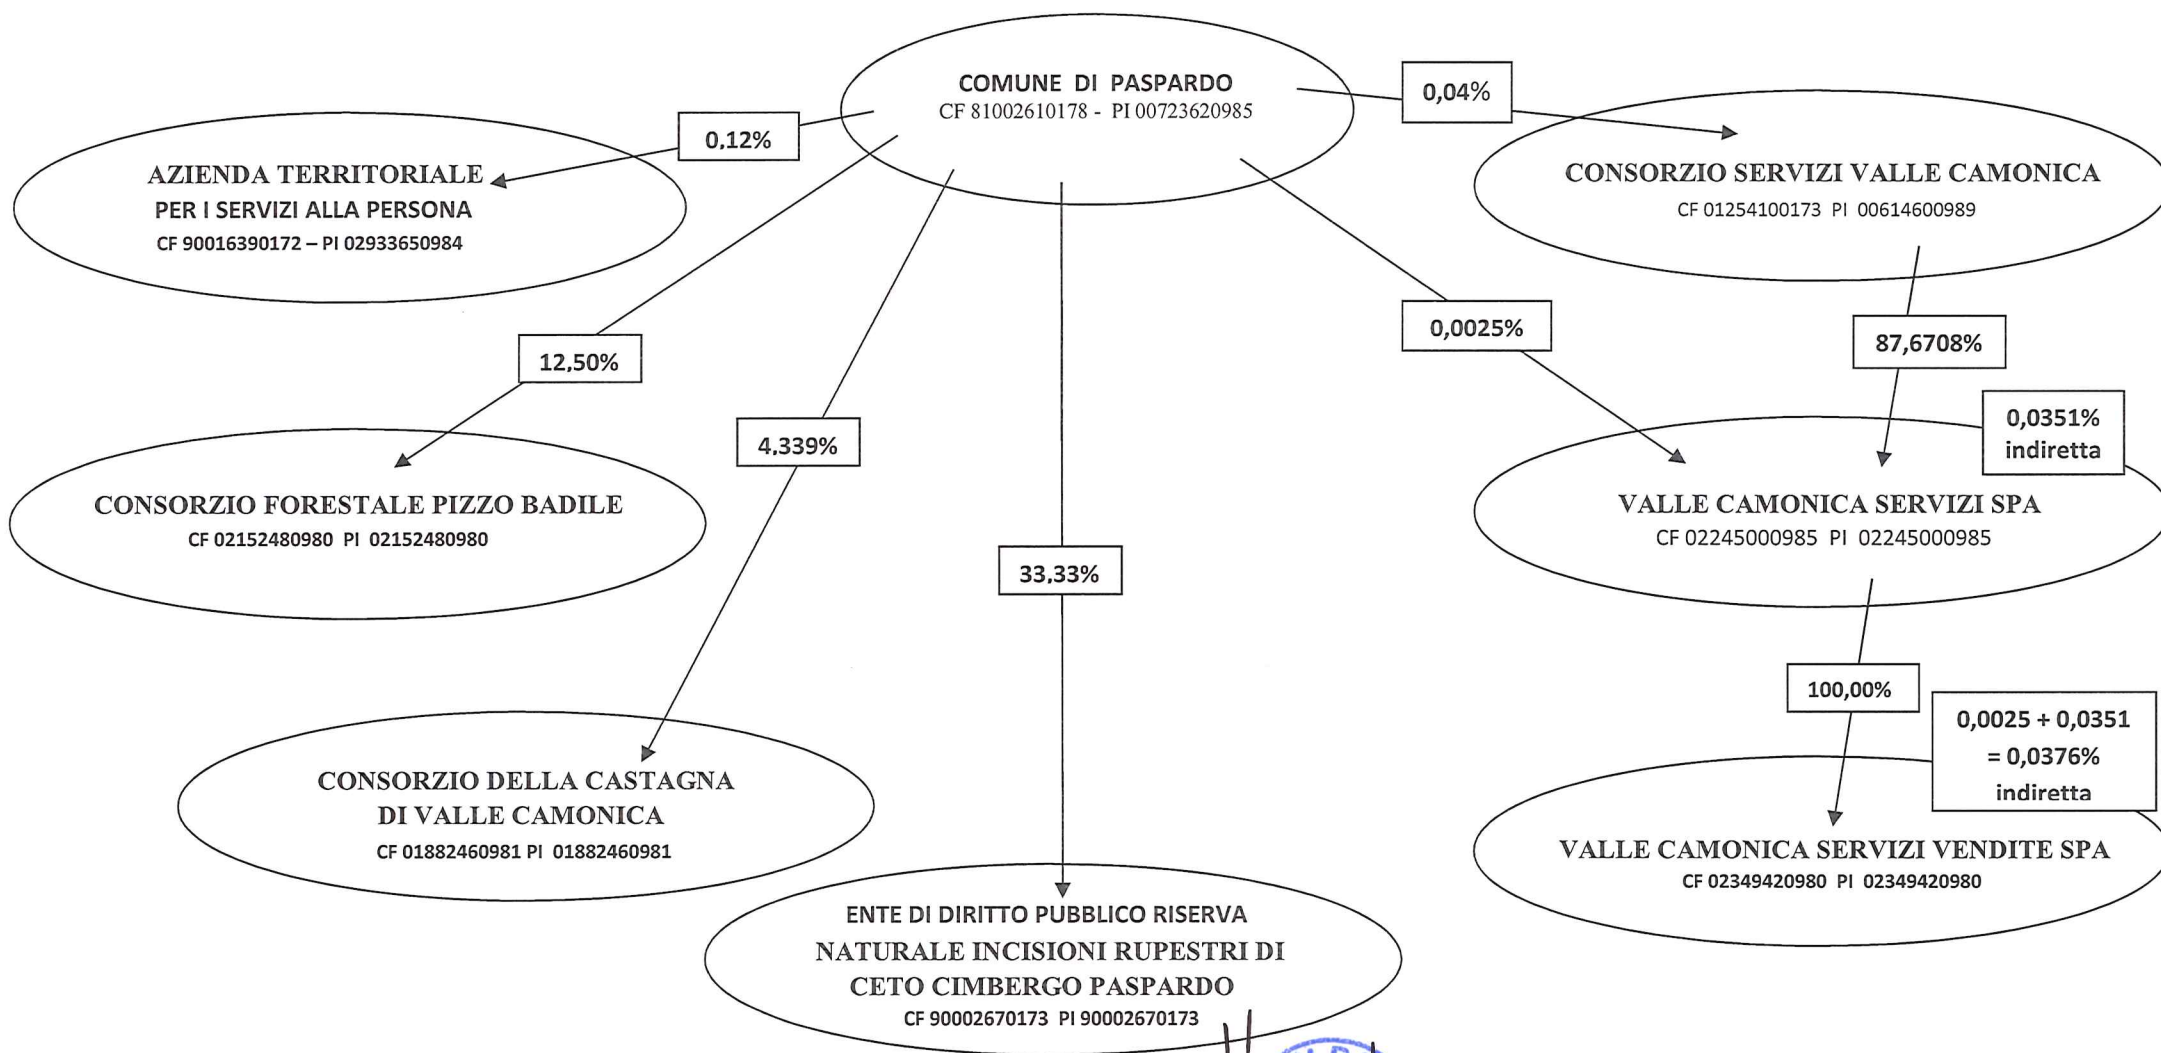 COMUNE DI PASPARDO
CF 81002610178 - PI 00723620985
0,04%
0,12%
AZIENDA TERRITORIALE
PER I SERVIZI ALLA PERSONA
CF 90016390172 – PI 02933650984
CONSORZIO SERVIZI VALLE CAMONICA
CF 01254100173 PI 00614600989
12,50%
0,0025%
87,6708%
4,339%
0,0351%
indiretta
CONSORZIO FORESTALE PIZZO BADILE
CF 02152480980 PI 02152480980
VALLE CAMONICA SERVIZI SPA
CF 02245000985 PI 02245000985
33,33%
100,00%
0,0025 + 0,0351
= 0,0376%
indiretta
CONSORZIO DELLA CASTAGNA
DI VALLE CAMONICA
CF 01882460981 PI 01882460981
VALLE CAMONICA SERVIZI VENDITE SPA
CF 02349420980 PI 02349420980
ENTE DI DIRITTO PUBBLICO RISERVA
NATURALE INCISIONI RUPESTRI DI
CETO CIMBERGO PASPARDO
CF 90002670173 PI 90002670173